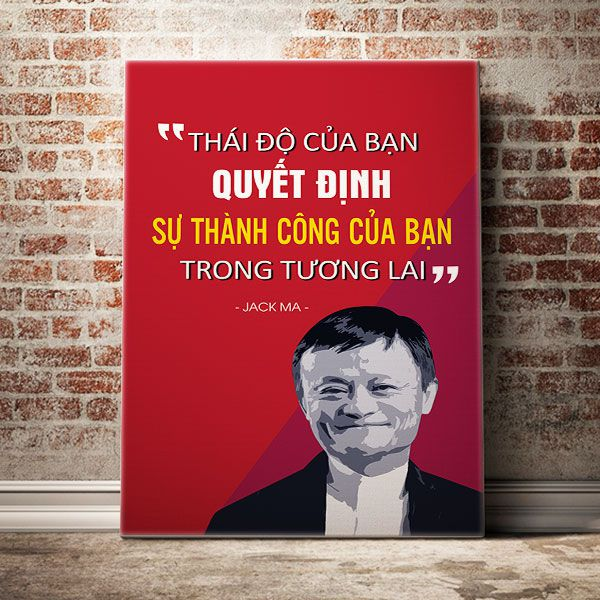 "THÁI ĐỘ CỦA BẠN
QUYẾT ĐỊNH
SỰ THÀNH CÔNG CỦA BẠN
TRONG TƯƠNG LAI"
- JACK MA -